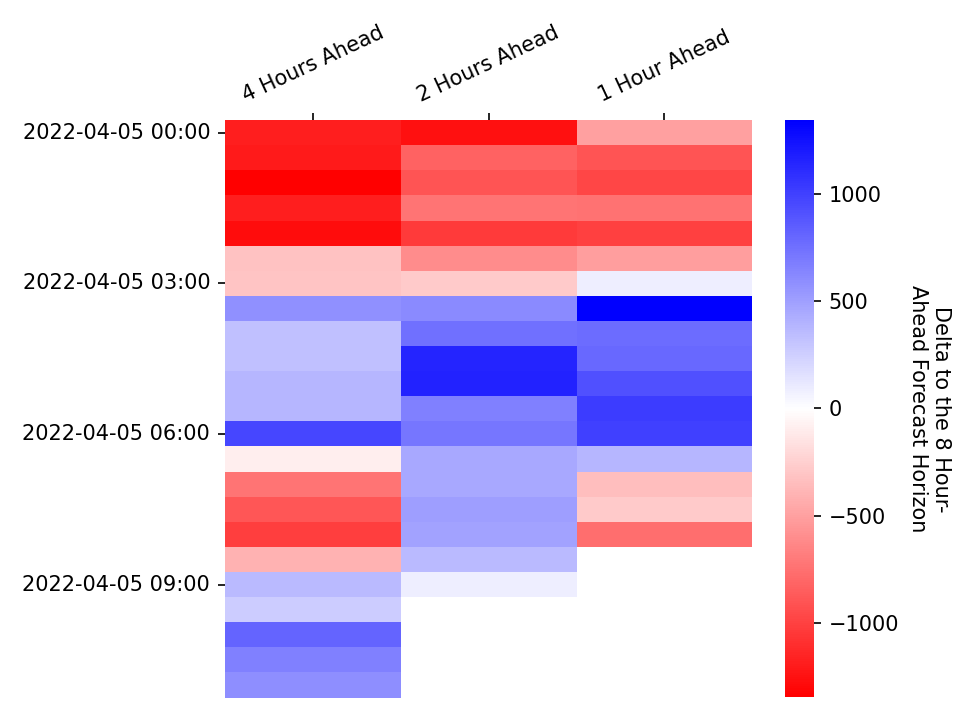 4 Hours Ahead
2 Hours Ahead
1 Hour Ahead
2022-04-05 00:00
2022-04-05 03:00
2022-04-05 06:00
2022-04-05 09:00
1000
500
0
−500
−1000
Delta to the 8 Hour-
Ahead Forecast Horizon